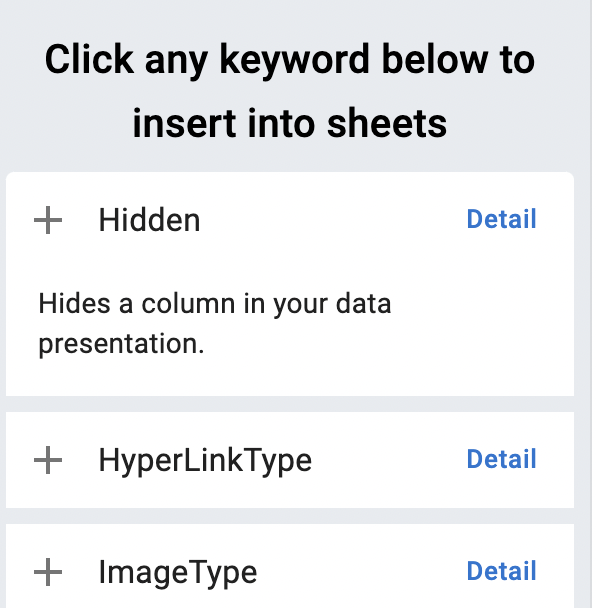 Click any keyword below to
insert into sheets
Hidden Detail
Hides a column in your data
presentation.
HyperLinkType Detail
ImageType Detail